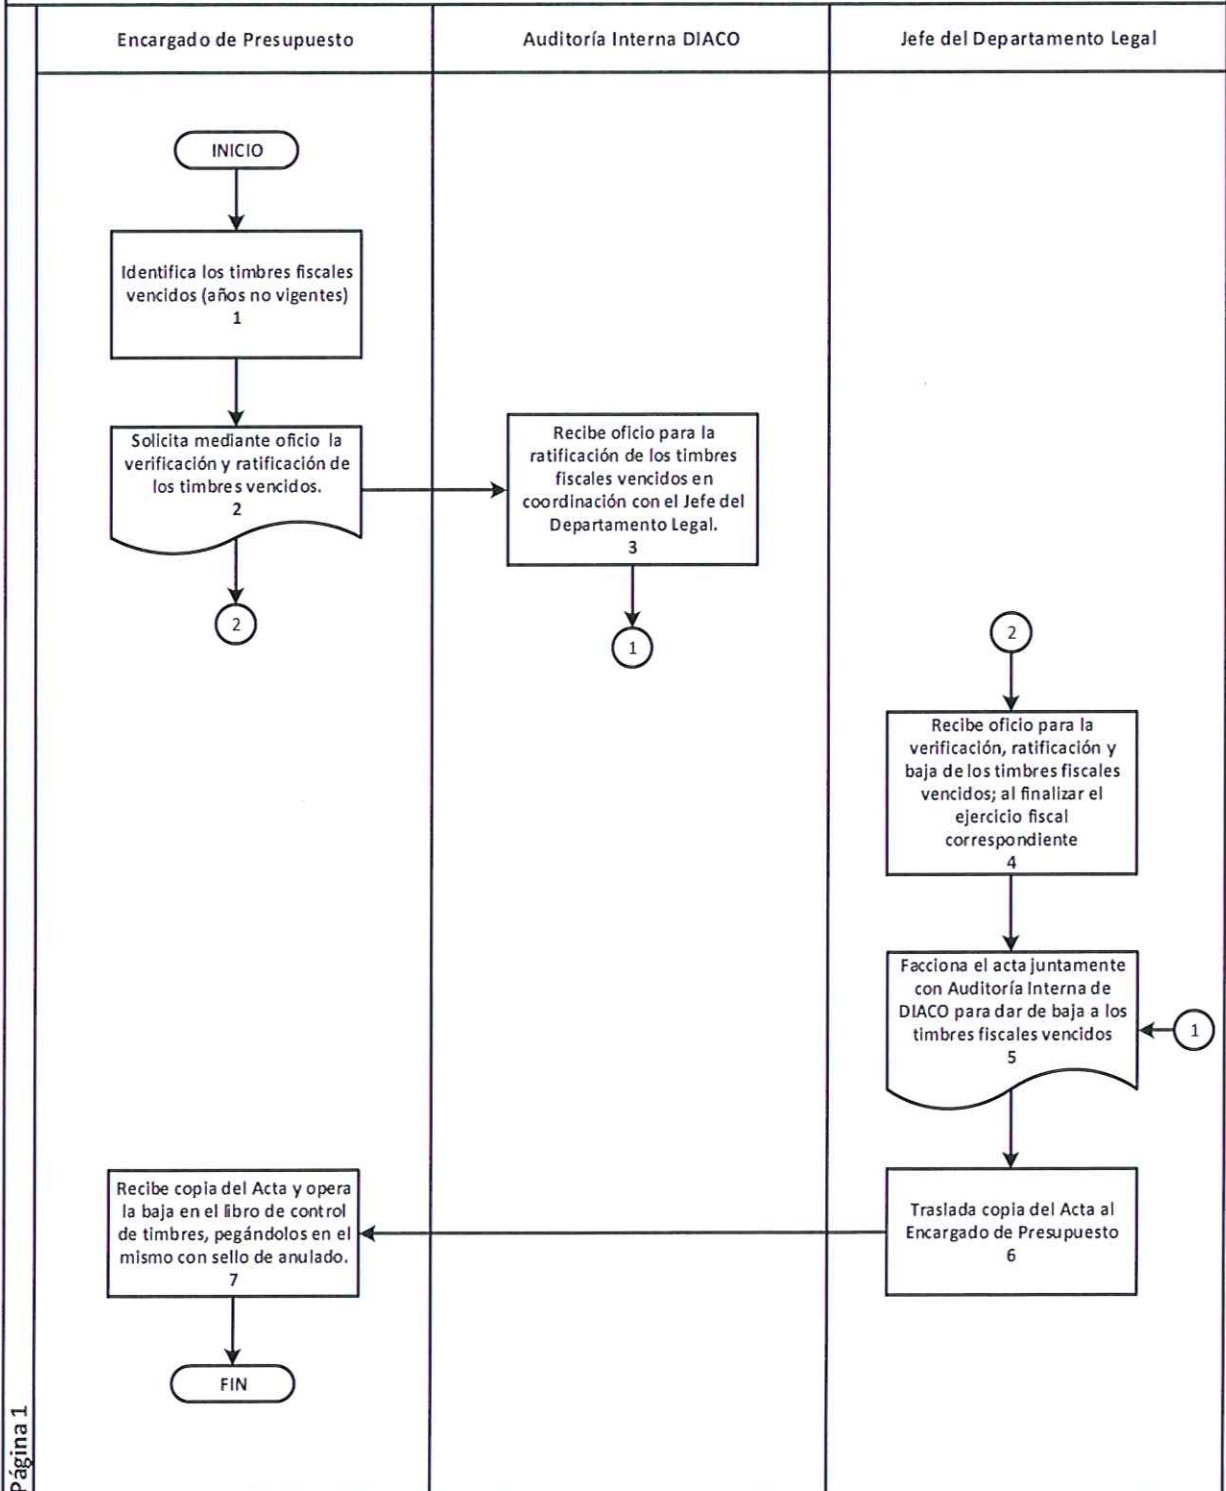 Encargado de Presupuesto
Auditoría Interna DIACO
Jefe del Departamento Legal
INICIO
Identifica los timbres fiscales
vencidos (años no vigentes)
1
Solicita mediante oficio la
verificación y ratificación de
los timbres vencidos.
2
2
Recibe oficio para la
ratificación de los timbres
fiscales vencidos en
coordinación con el Jefe del
Departamento Legal.
3
1
2
Recibe oficio para la
verificación, ratificación y
baja de los timbres fiscales
vencidos; al finalizar el
ejercicio fiscal
correspondiente
4
Facciona el acta juntamente
con Auditoría Interna de
DIACO para dar de baja a los
timbres fiscales vencidos
5
1
Traslada copia del Acta al
Encargado de Presupuesto
6
Recibe copia del Acta y opera
la baja en el libro de control
de timbres, pegándolos en el
mismo con sello de anulado.
7
FIN
Página 1